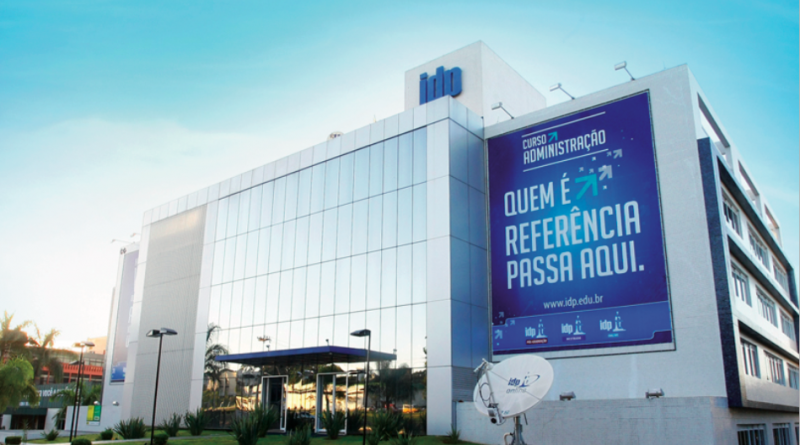 idp
CURSO
ADMINISTRAÇÃO
QUEM É
REFERÊNCIA
PASSA AQUI.
www.idp.edu.br
idp idp idp
idp